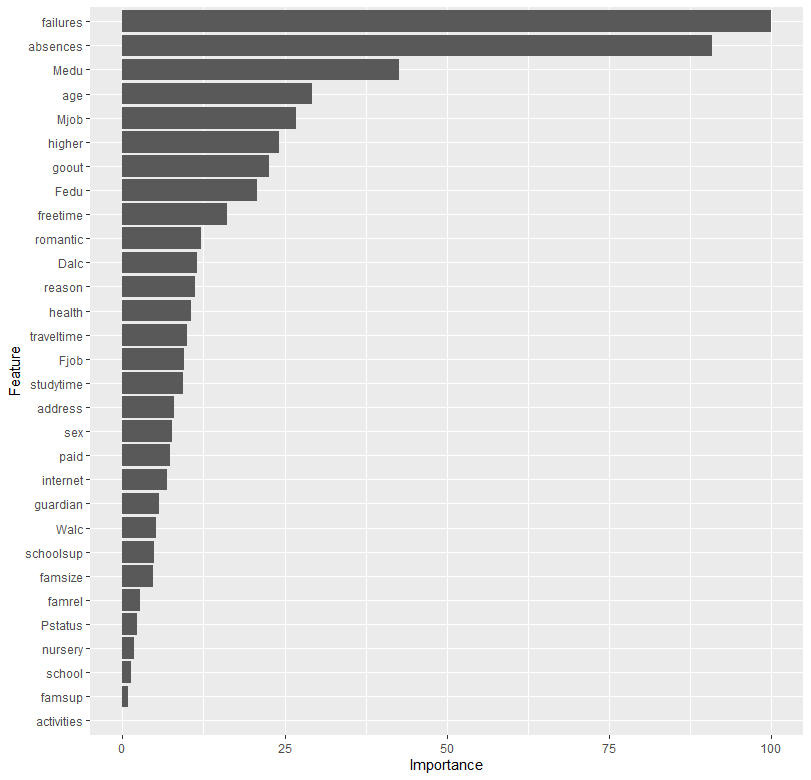 failures
absences
Medu
age
Mjob
higher
goout
Fedu
freetime
romantic
Dalc
reason
health
traveltime
Fjob
studytime
address
sex
paid
internet
guardian
Walc
schoolsup
famsize
famrel
Pstatus
nursery
school
famsup
activities
Feature
0 25 50 75 100
Importance